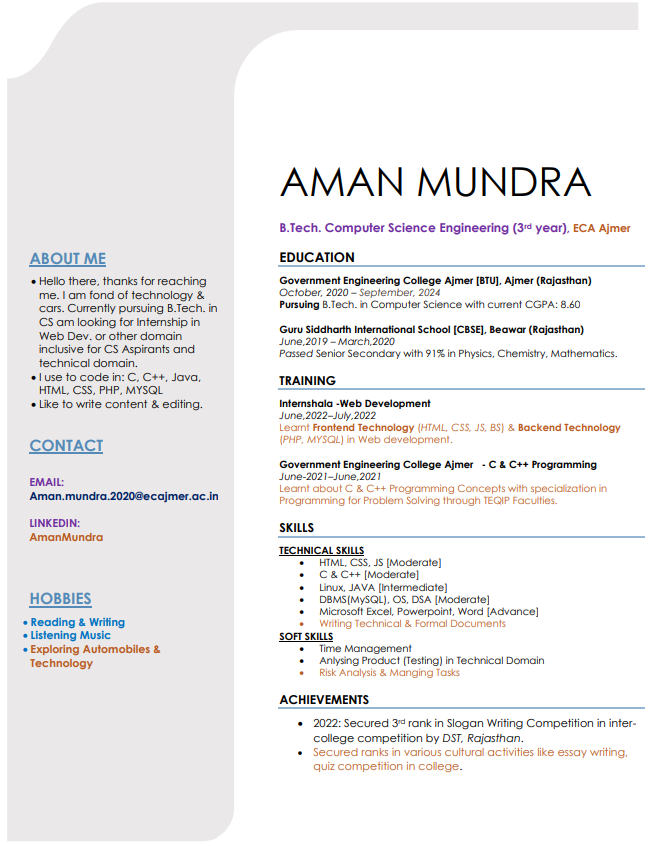 AMAN MUNDRA
B.Tech. Computer Science Engineering (3rd year), ECA Ajmer
ABOUT ME
• Hello there, thanks for reaching
me. I am fond of technology &
cars. Currently pursuing B.Tech. in
CS am looking for Internship in
Web Dev. or other domain
inclusive for CS Aspirants and
technical domain.
• I use to code in: C, C++, Java,
HTML, CSS, PHP, MYSQL
• Like to write content & editing.
CONTACT
EMAIL:
Aman.mundra.2020@ecajmer.ac.in
LINKEDIN:
AmanMundra
HOBBIES
• Reading & Writing
• Listening Music
• Exploring Automobiles &
Technology
EDUCATION
Government Engineering College Ajmer [BTU], Ajmer (Rajasthan)
October, 2020 – September, 2024
Pursuing B.Tech. in Computer Science with current CGPA: 8.60
Guru Siddharth International School [CBSE], Beawar (Rajasthan)
June,2019 – March,2020
Passed Senior Secondary with 91% in Physics, Chemistry, Mathematics.
TRAINING
Internshala -Web Development
June,2022–July,2022
Learnt Frontend Technology (HTML, CSS, JS, BS) & Backend Technology
(PHP, MYSQL) in Web development.
Government Engineering College Ajmer - C & C++ Programming
June-2021–June,2021
Learnt about C & C++ Programming Concepts with specialization in
Programming for Problem Solving through TEQIP Faculties.
SKILLS
TECHNICAL SKILLS
• HTML, CSS, JS [Moderate]
• C & C++ [Moderate]
• Linux, JAVA [Intermediate]
• DBMS(MySQL), OS, DSA [Moderate]
• Microsoft Excel, Powerpoint, Word [Advance]
• Writing Technical & Formal Documents
SOFT SKILLS
• Time Management
• Anlysing Product (Testing) in Technical Domain
• Risk Analysis & Manging Tasks
ACHIEVEMENTS
• 2022: Secured 3rd rank in Slogan Writing Competition in inter-
college competition by DST, Rajasthan.
• Secured ranks in various cultural activities like essay writing,
quiz competition in college.